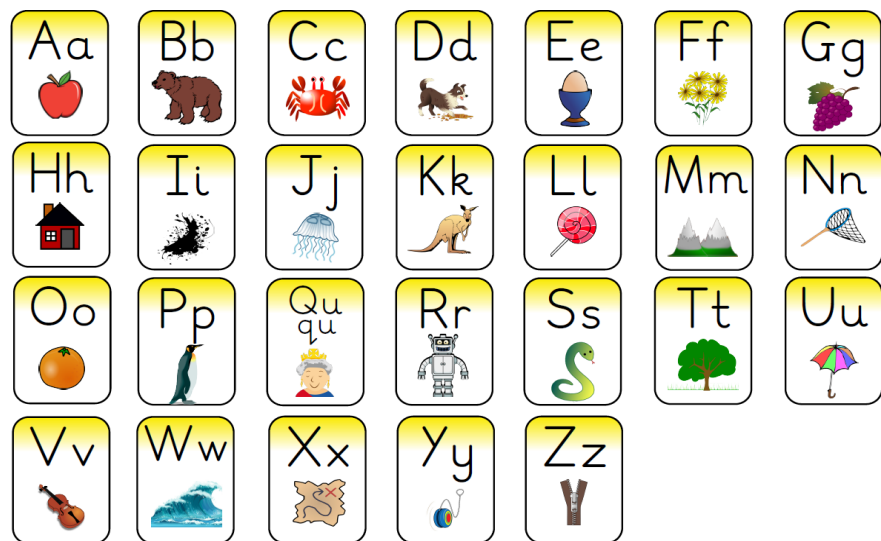 Aa Bb Cc Dd Ee Ff Gg
Hh Ii Jj Kk Ll Mm Nn
Oo Pp Qu qu Rr Ss Tt Uu
Vv Ww Xx Yy Zz